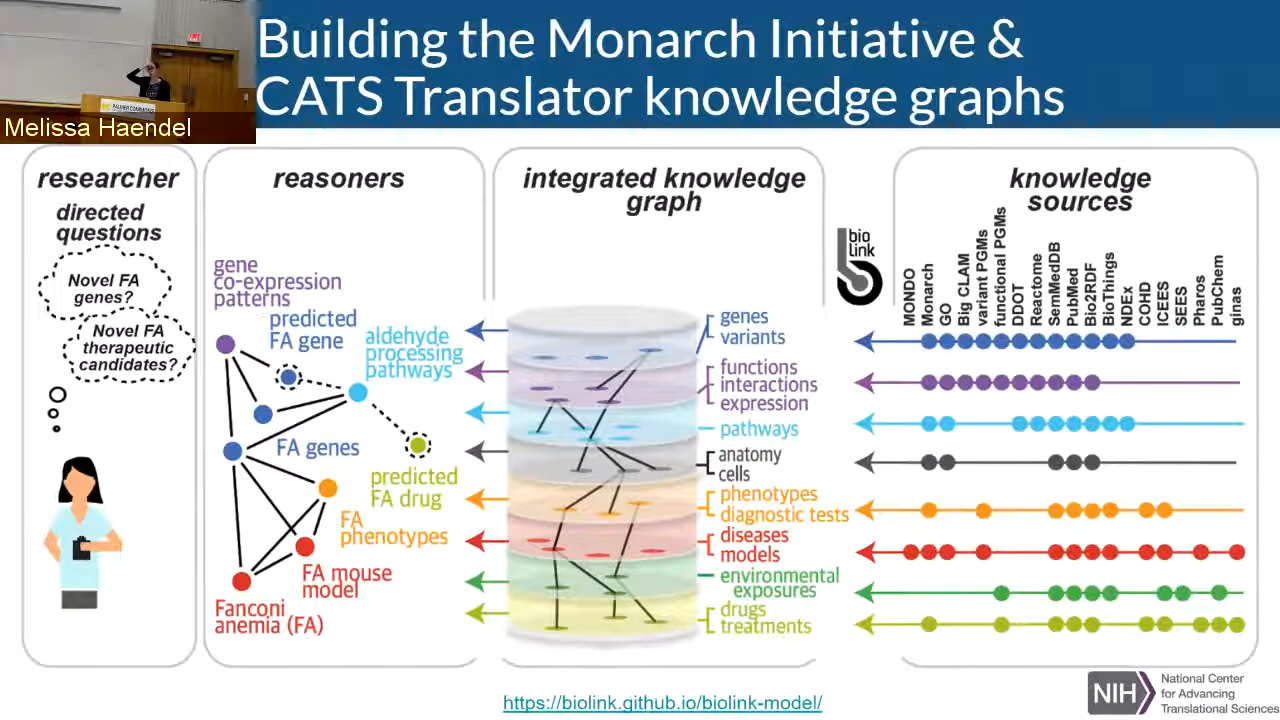 Building the Monarch Initiative &
CATS Translator knowledge graphs
PALMER COMMONS
Melissa Haendel
researcher
directed
questions
Novel FA
genes?
Novel FA
therapeutic
candidates?
reasoners
gene
co-expression
patterns
predicted
FA gene
aldehyde
processing
pathways
FA genes
predicted
FA drug
FA
phenotypes
FA mouse
model
Fanconi
anemia (FA)
integrated knowledge
graph
genes
variants
functions
interactions
expression
pathways
anatomy
cells
phenotypes
diagnostic tests
diseases
models
environmental
exposures
drugs
treatments
bio
link
knowledge
sources
MONDO
Monarch
GO
Big CLAM
variant PGMs
functional PGMs
DDOT
Reactome
SemMedDB
PubMed
Bio2RDF
BioThings
NDEx
COHD
ICEES
SEES
Pharos
PubChem
ginas
https://biolink.github.io/biolink-model/
NIH
National Center
for Advancing
Translational Sciences